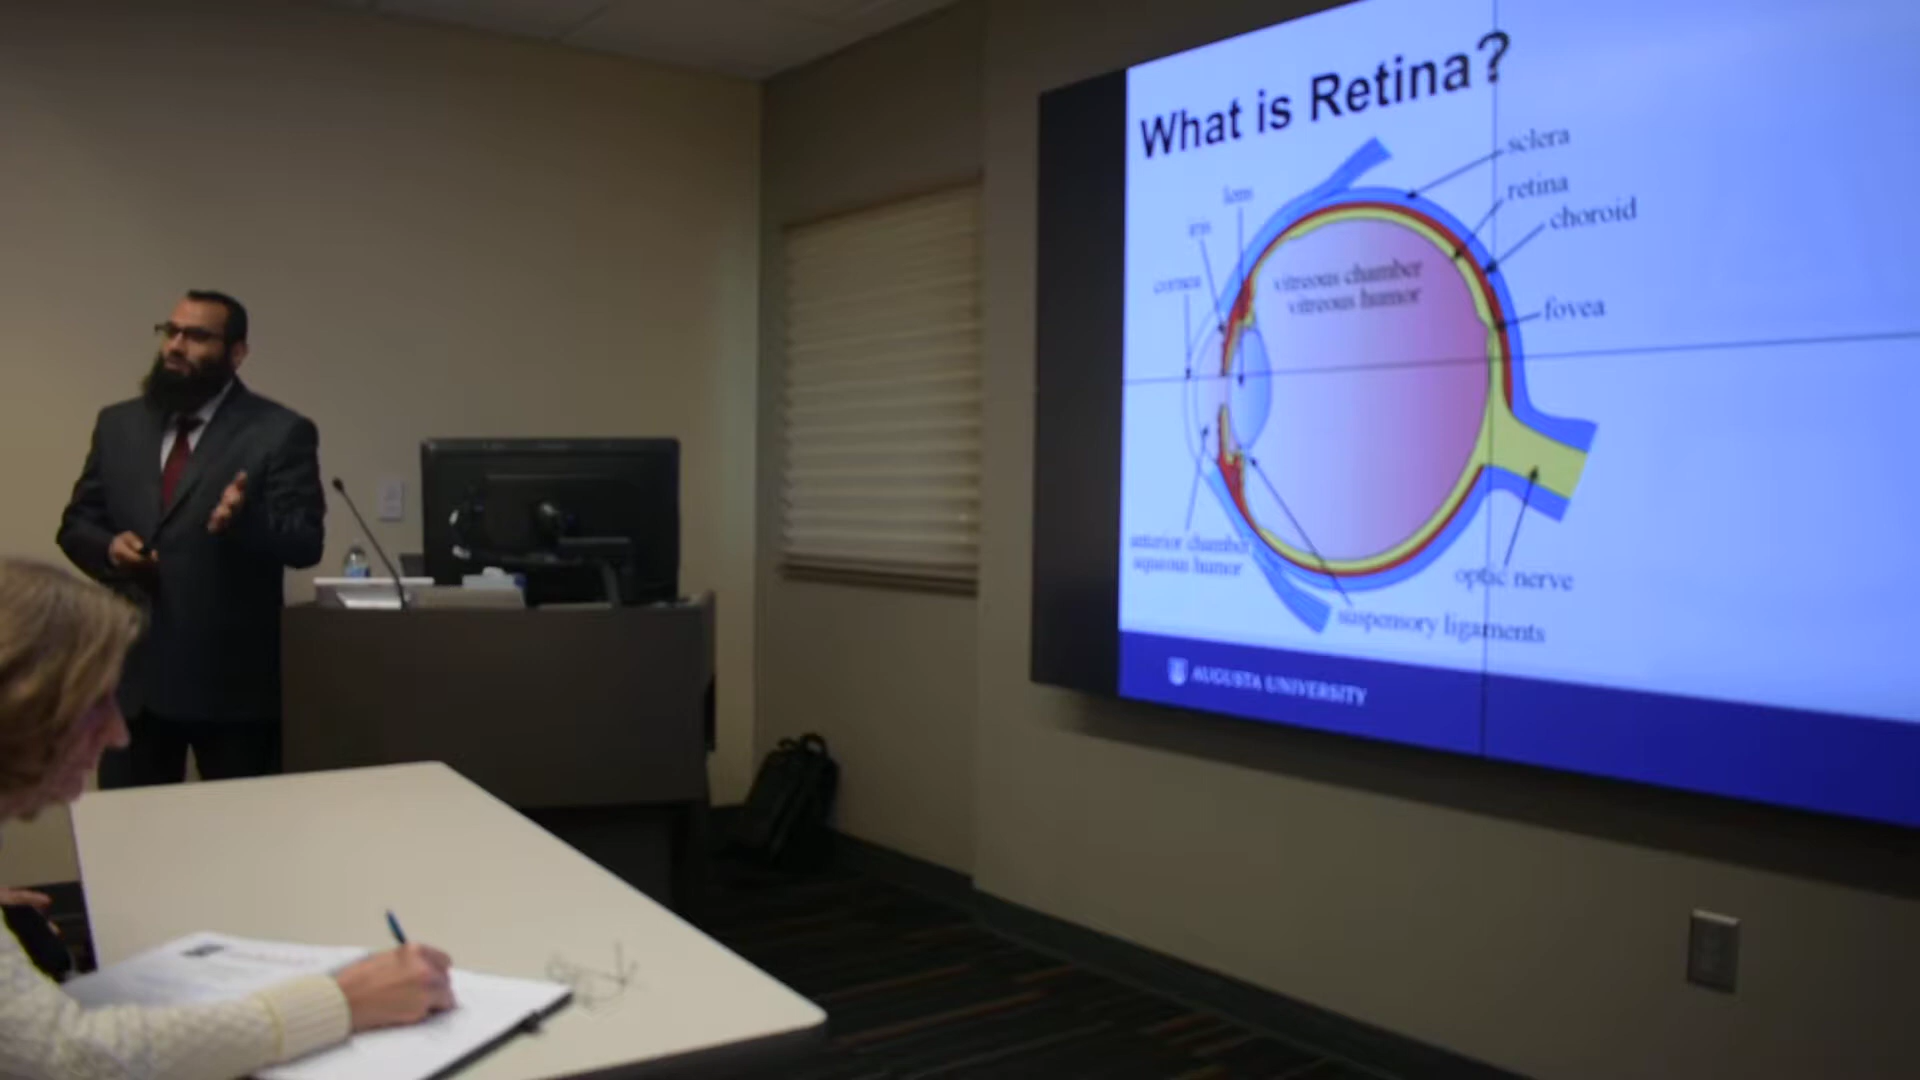 What is Retina?
sclera
lens
retina
iris
choroid
cornea
vitreous chamber
vitreous humor
fovea
anterior chamber
aqueous humor
optic nerve
suspensory ligaments
AUGUSTA UNIVERSITY